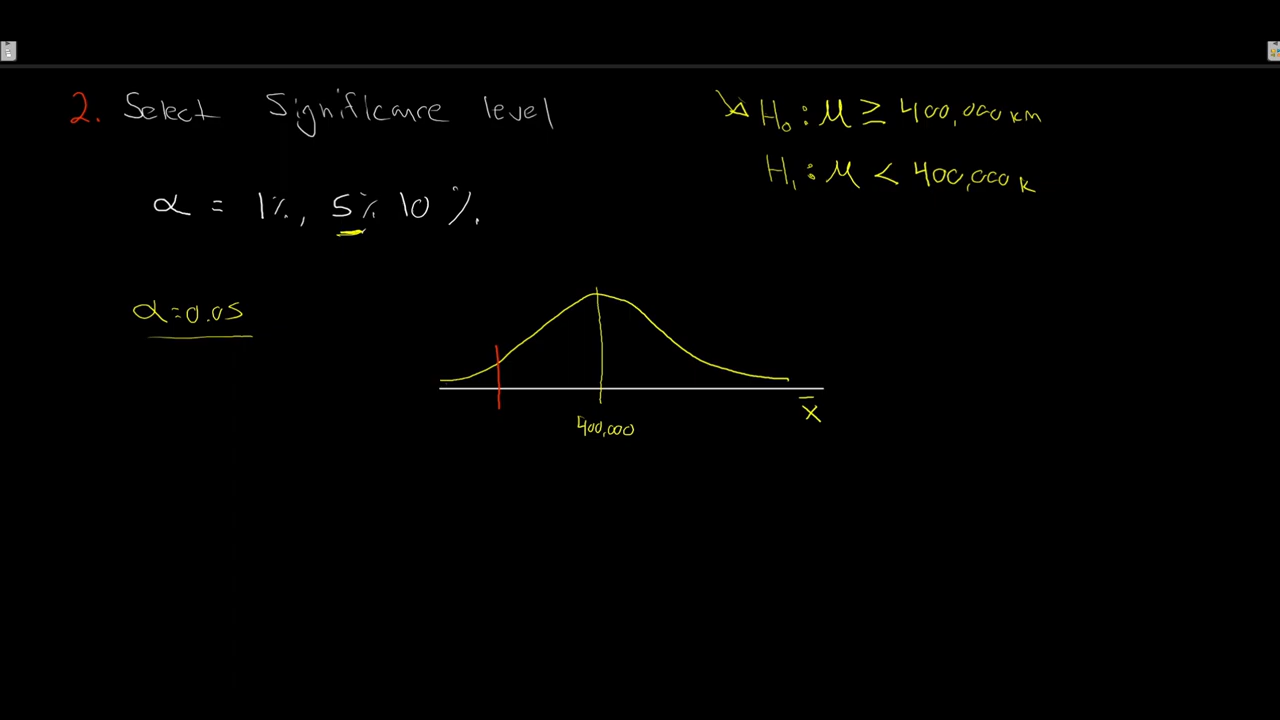 2. Select Significance level
H₀ : μ ≥ 400,000 km
H₁ : μ < 400,000 k
α = 1%, 5% 10%.
α = 0.05
400,000
x̄